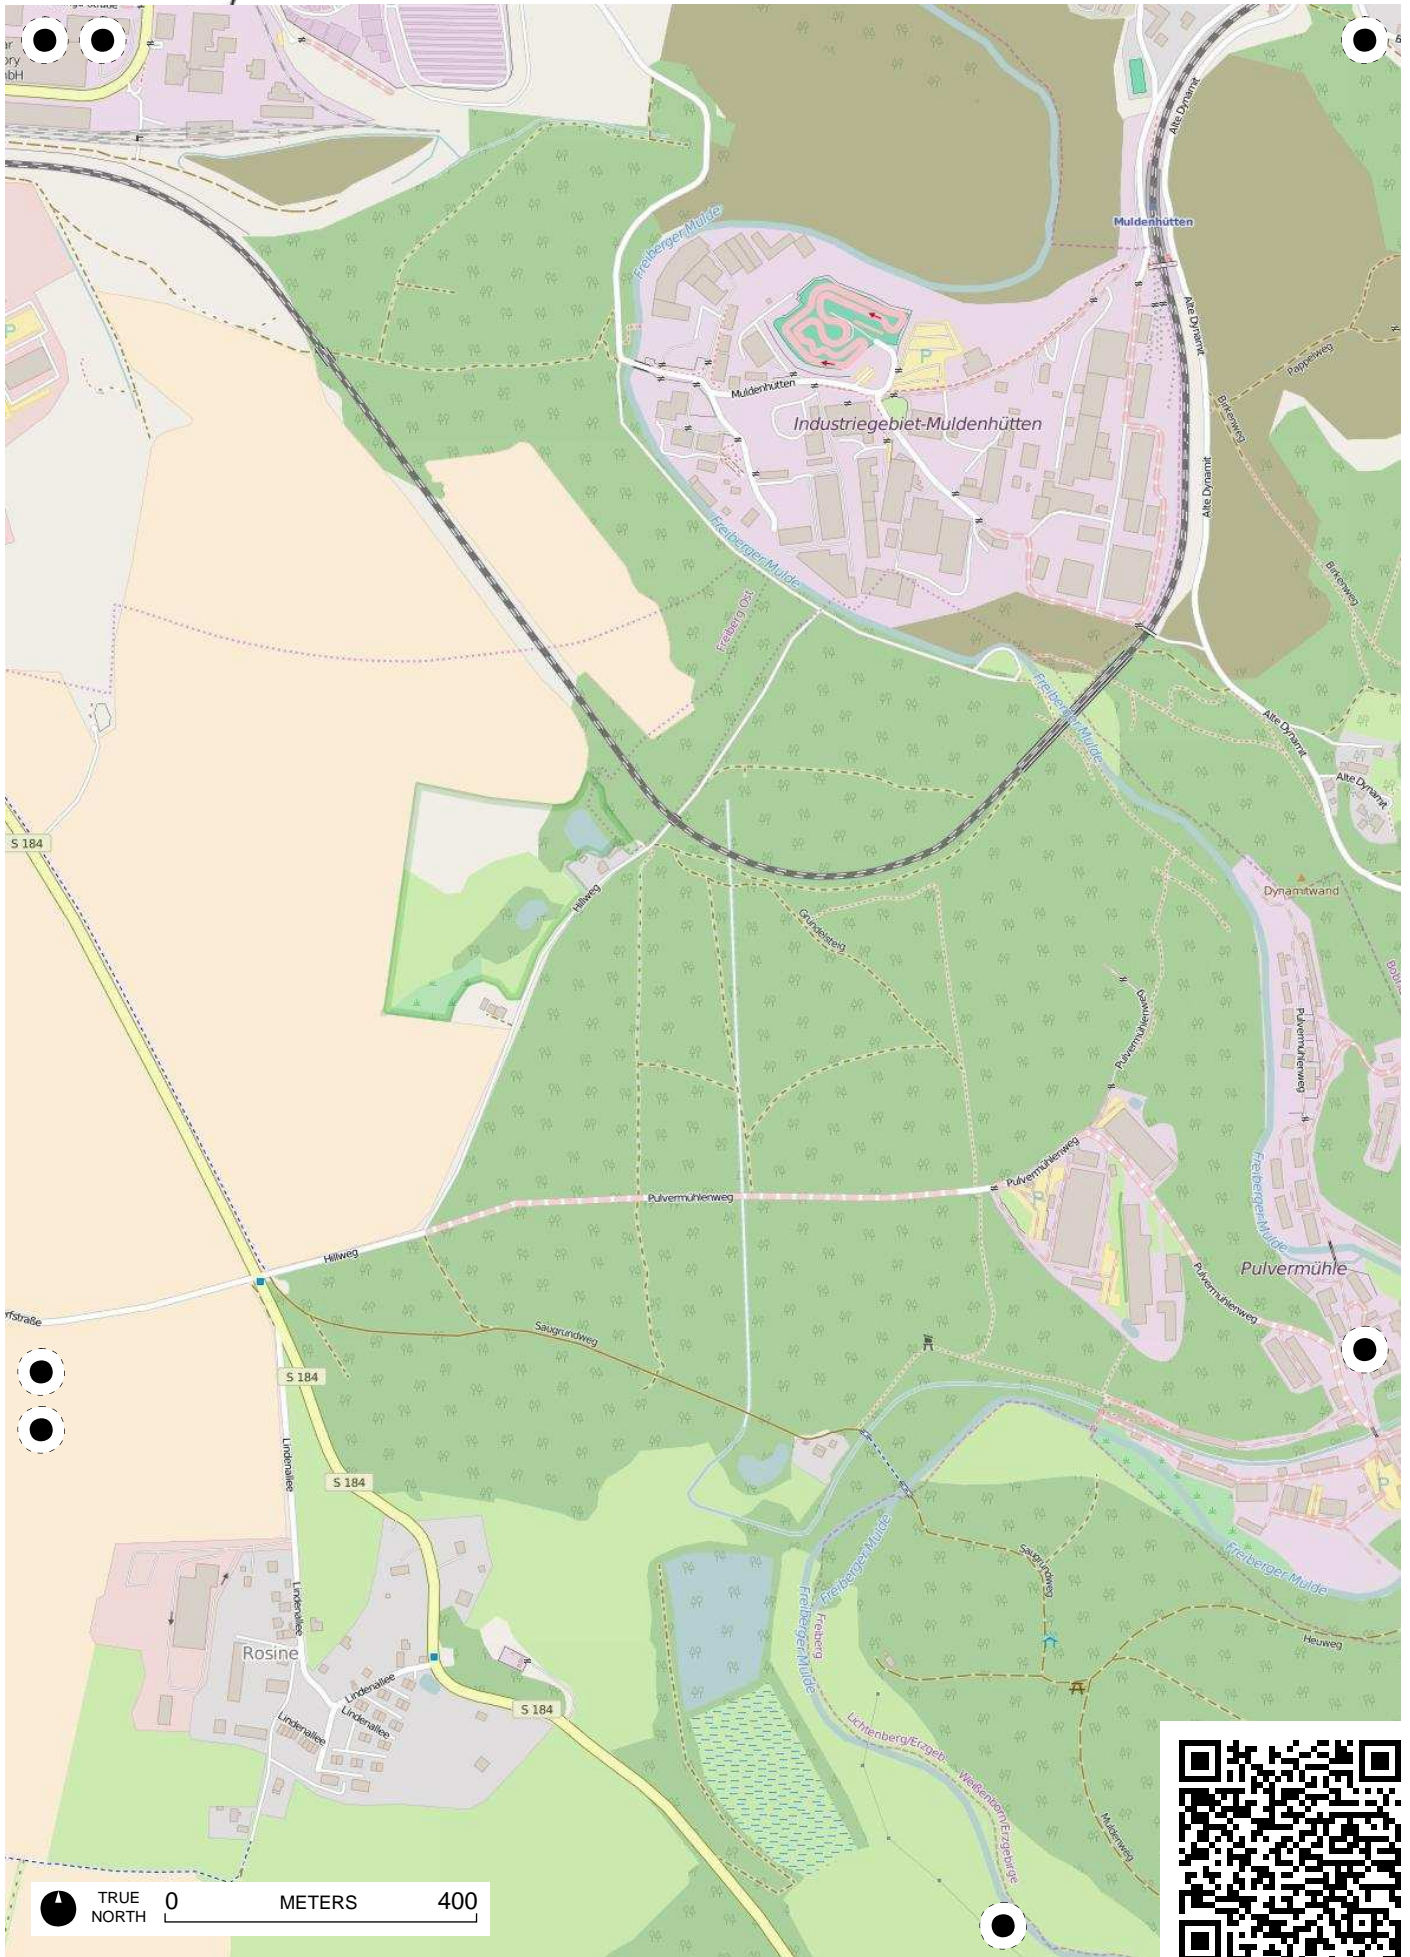 Alte Dynamit
Muldenhütten
Freiberger Mulde
Alte Dynamit
P
Pappelweg
P
Muldenhütten
Birkenweg
Industriegebiet-Muldenhütten
Alte Dynamit
Freiberger Mulde
Birkenweg
Freiberg Ost
Freiberger Mulde
Alte Dynamit
Alte Dynamit
S 184
Dynamitwand
Hillweg
Grundelsteig
Pulvermühlenweg
Pulvermühlenweg
Pulvermühlenweg
Pulvermühlenweg
P
Freiberger Mulde
Hillweg
Pulvermühle
Pulvermühlenweg
Saugrundweg
S 184
Lindenallee
S 184
P
Freiberger Mulde
Saugrundweg
Freiberger Mulde
Lindenallee
Freiberger Mulde
Freiberg
Heuweg
Rosine
Lindenallee
Lindenallee
Lindenallee
S 184
Lichtenberg/Erzgeb.
Weißenborn/Erzgebirge
Muldenweg
TRUE NORTH
0 METERS 400